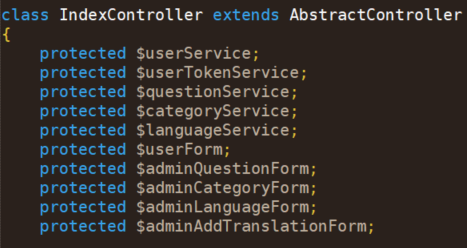 class IndexController extends AbstractController
{
    protected $userService;
    protected $userTokenService;
    protected $questionService;
    protected $categoryService;
    protected $languageService;
    protected $userForm;
    protected $adminQuestionForm;
    protected $adminCategoryForm;
    protected $adminLanguageForm;
    protected $adminAddTranslationForm;